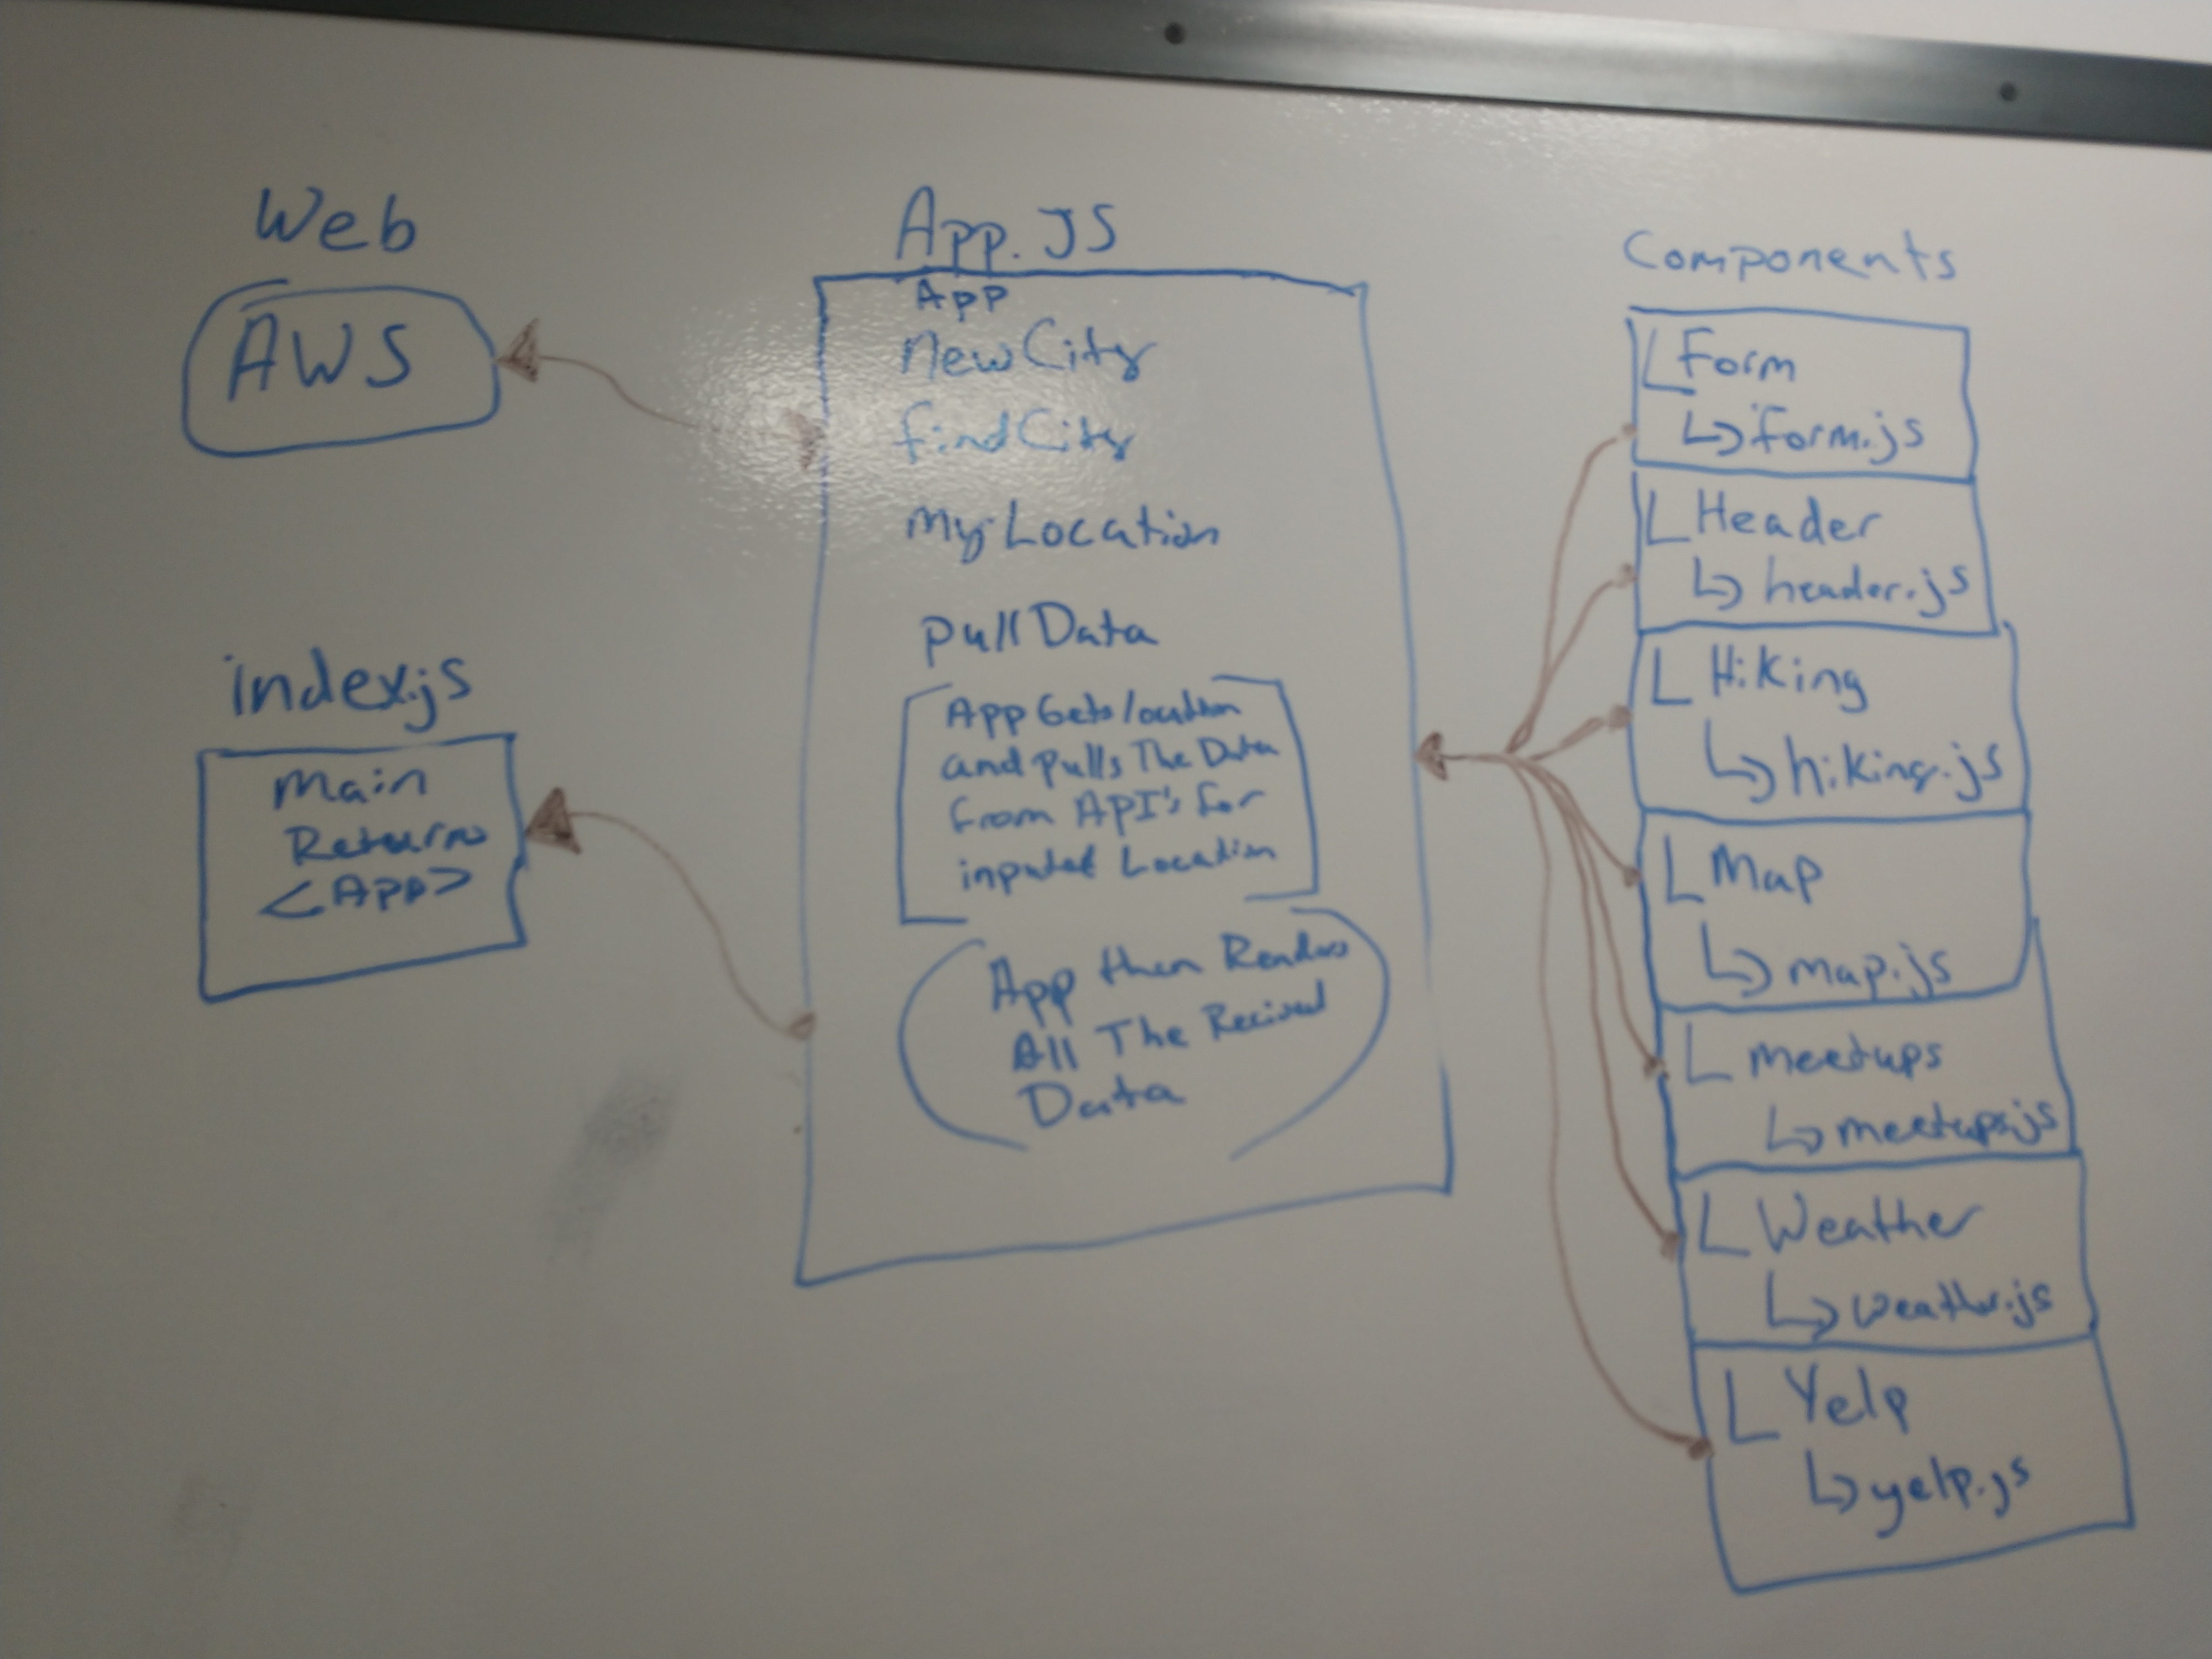 Web
AWS
index.js
Main
Returns
<App>
App.JS
App
NewCity
findCity
My Location
pullData
App Gets location
and pulls The Data
from API's for
inputed Location
App then Renders
All The Recived
Data
Components
Form
form.js
Header
header.js
Hiking
hiking.js
Map
map.js
Meetups
meetups.js
Weather
weather.js
Yelp
yelp.js